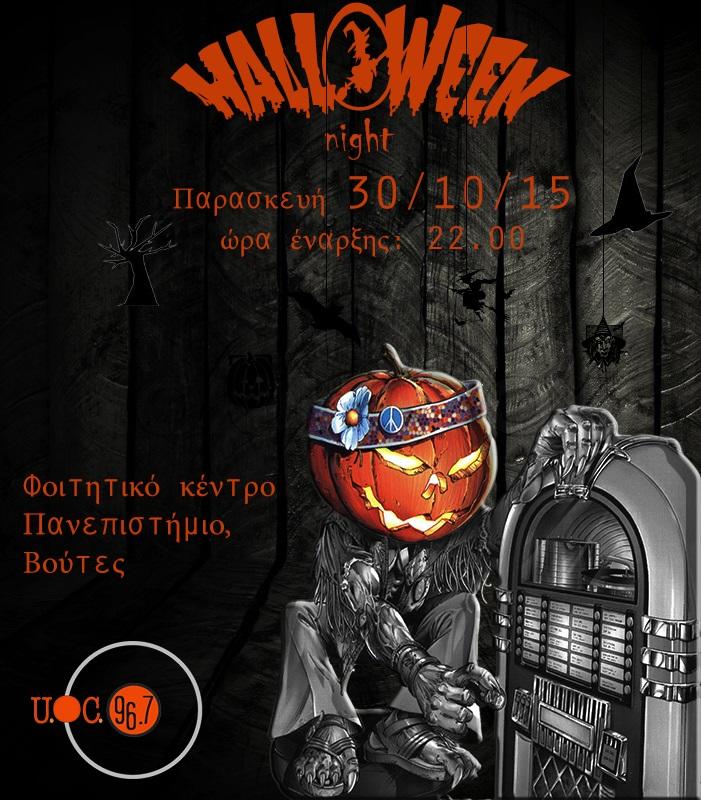 HALLOWEEN
night
Παρασκευή 30/10/15
ώρα έναρξης: 22.00
Φοιτητικό κέντρο
Πανεπιστήμιο,
Βούτες
U.O.C. 96.7